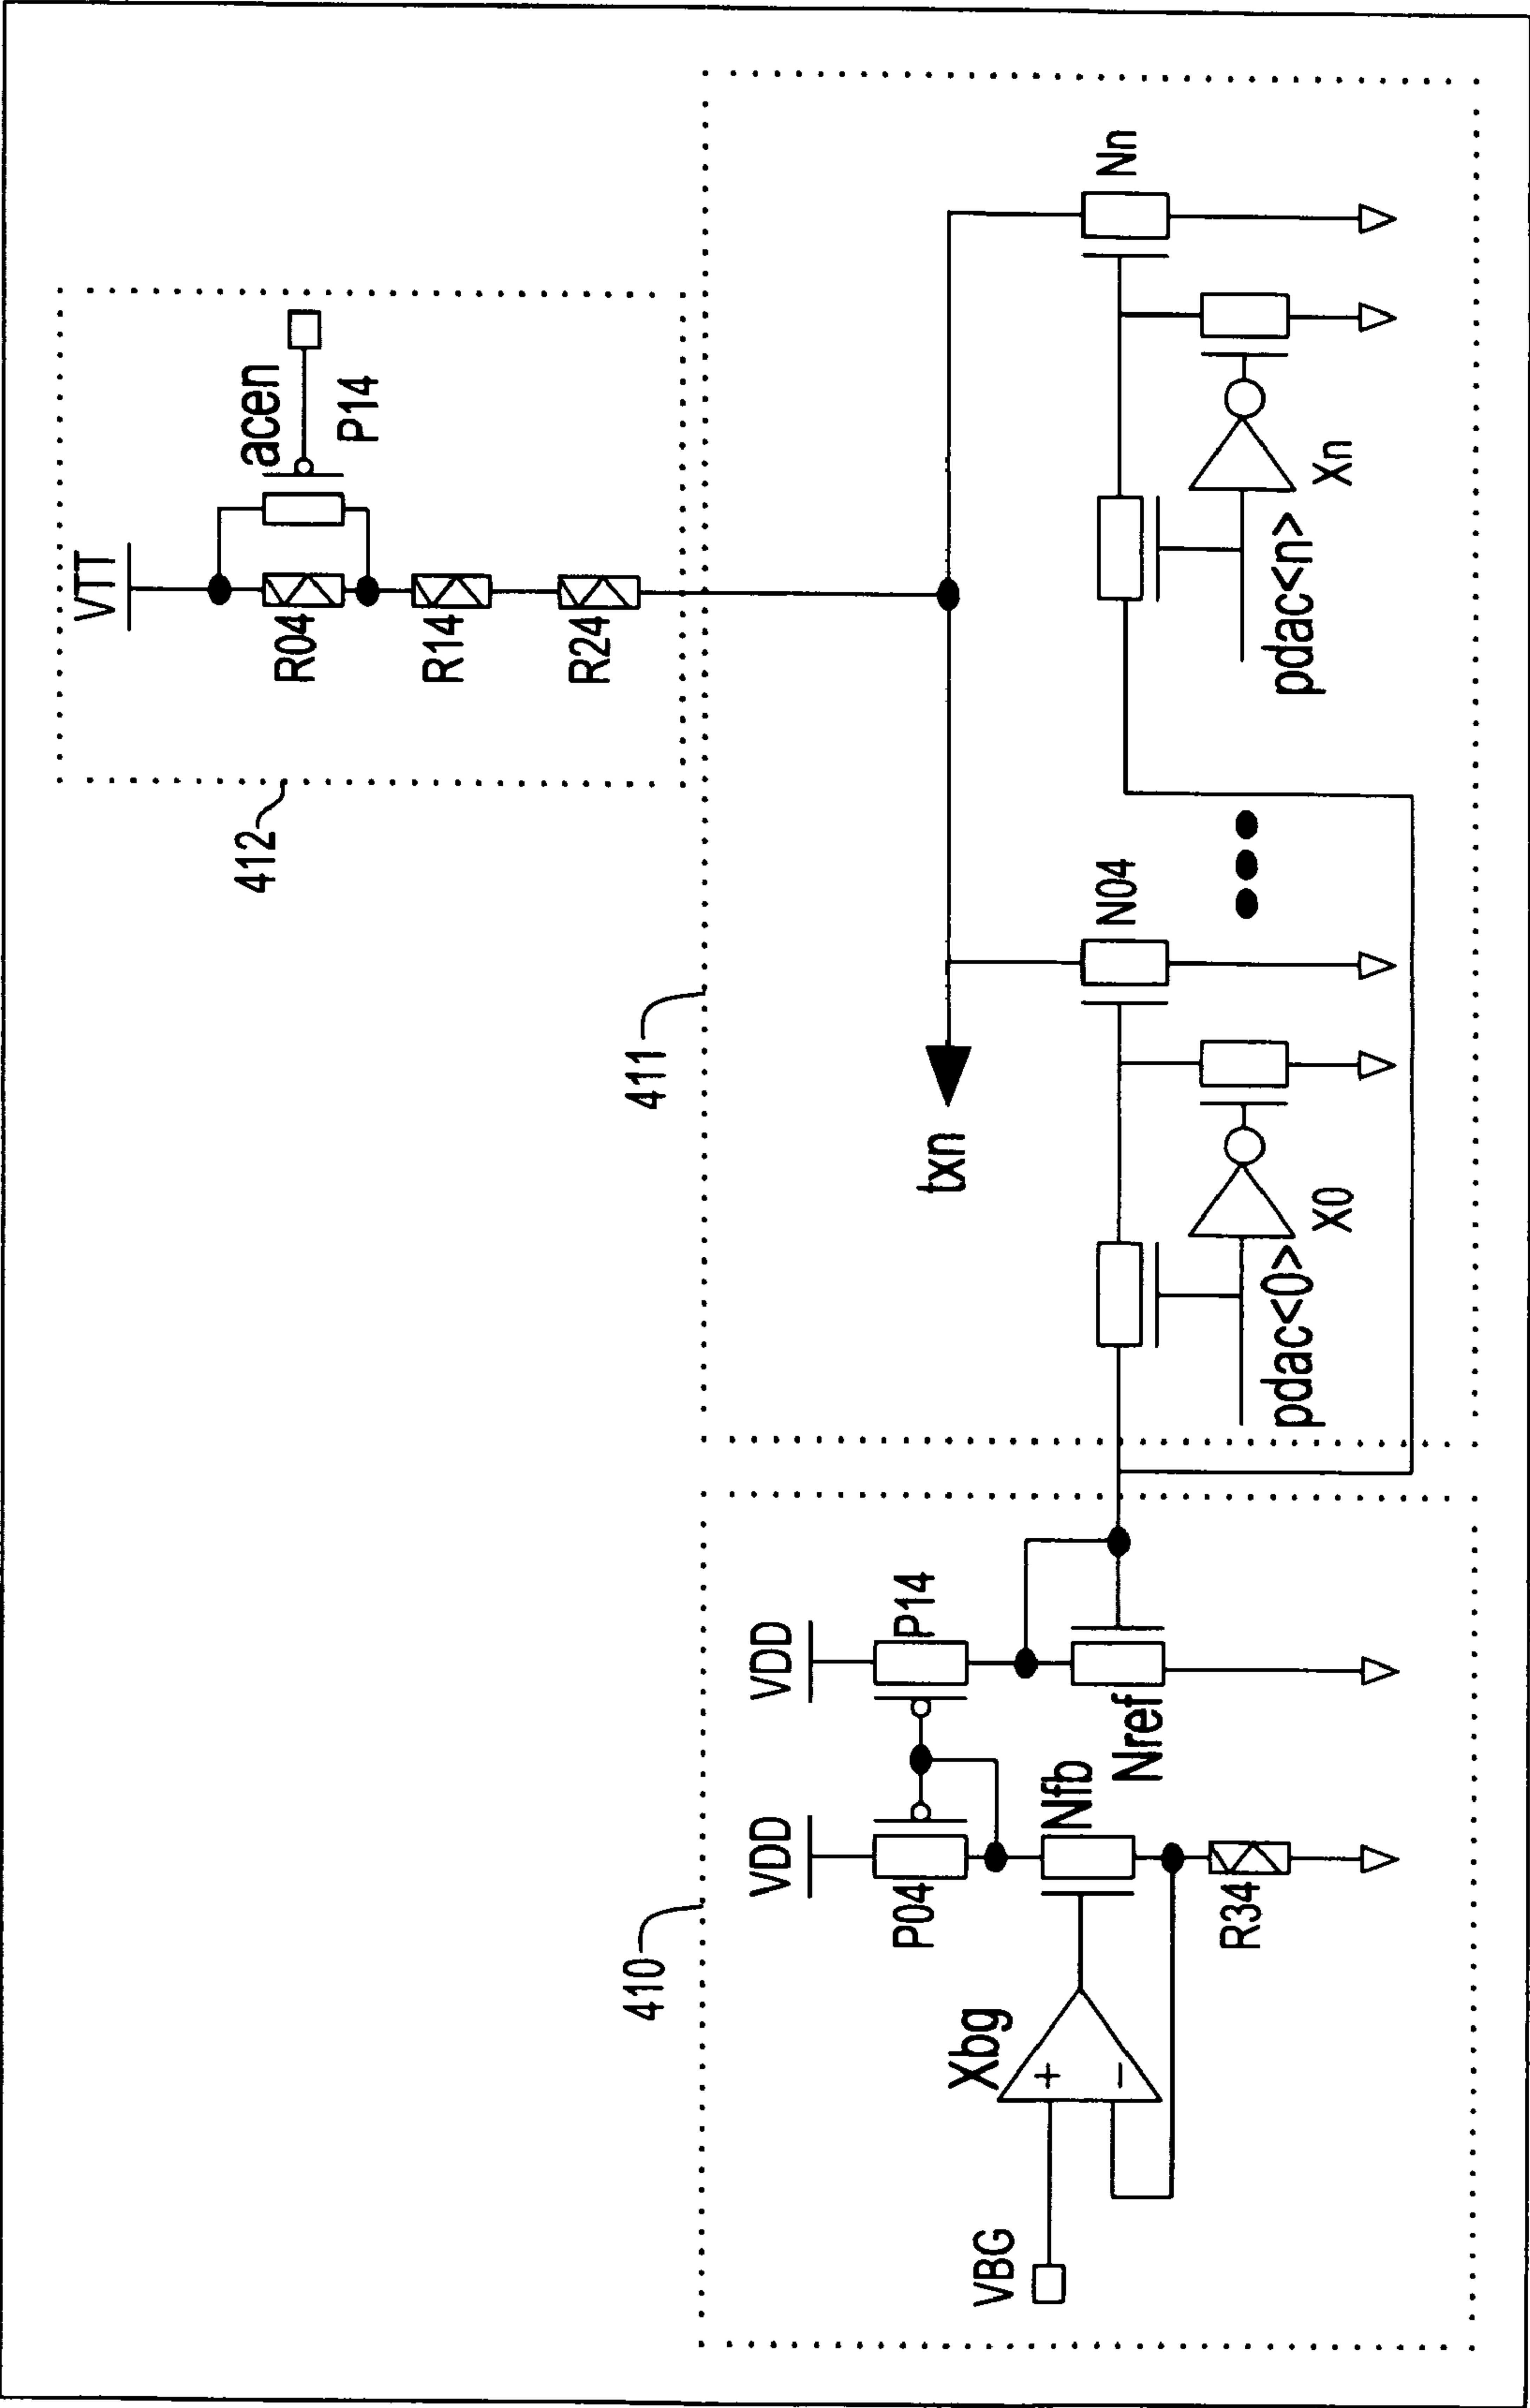 VTT
acen
P14
R04
R14
R24
412
411
txn
N04
Nn
pdac<0>
X0
pdac<n>
Xn
410
VDD
VDD
P04
P14
Xbg
+
−
VBG
Nfb
Nref
R34